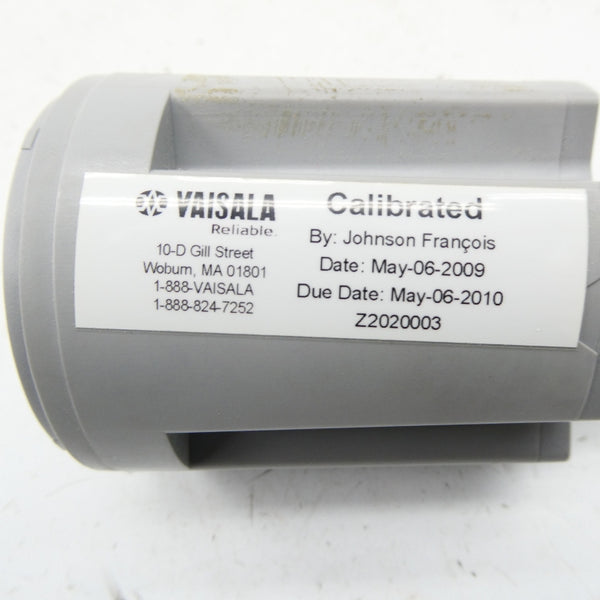 VAISALA
Reliable.
10-D Gill Street
Woburn, MA 01801
1-888-VAISALA
1-888-824-7252
Calibrated
By: Johnson François
Date: May-06-2009
Due Date: May-06-2010
Z2020003